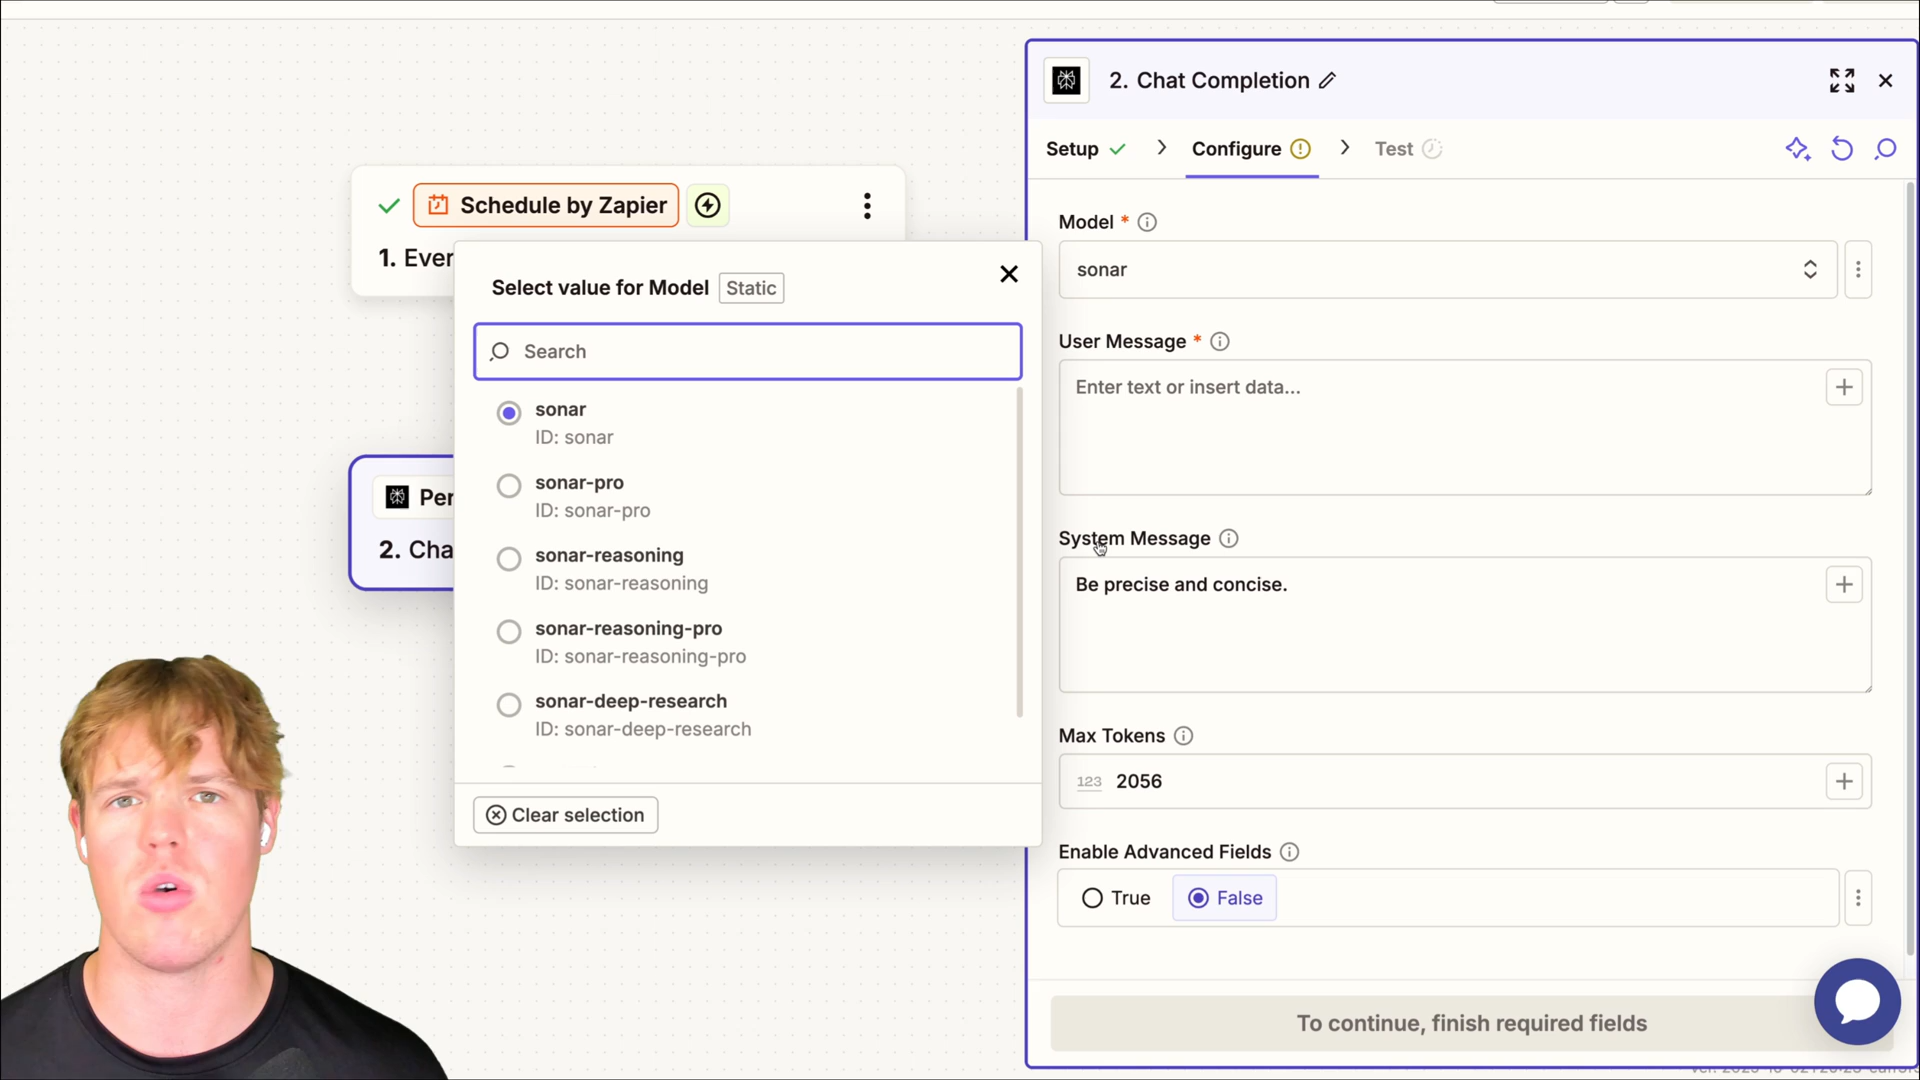 2. Chat Completion
Setup
Configure
Test
Schedule by Zapier
1. Ever
Select value for Model
Static
Search
sonar
ID: sonar
sonar-pro
ID: sonar-pro
sonar-reasoning
ID: sonar-reasoning
sonar-reasoning-pro
ID: sonar-reasoning-pro
sonar-deep-research
ID: sonar-deep-research
Clear selection
Per
2. Cha
Model *
sonar
User Message *
Enter text or insert data...
System Message
Be precise and concise.
Max Tokens
123 2056
Enable Advanced Fields
True
False
To continue, finish required fields